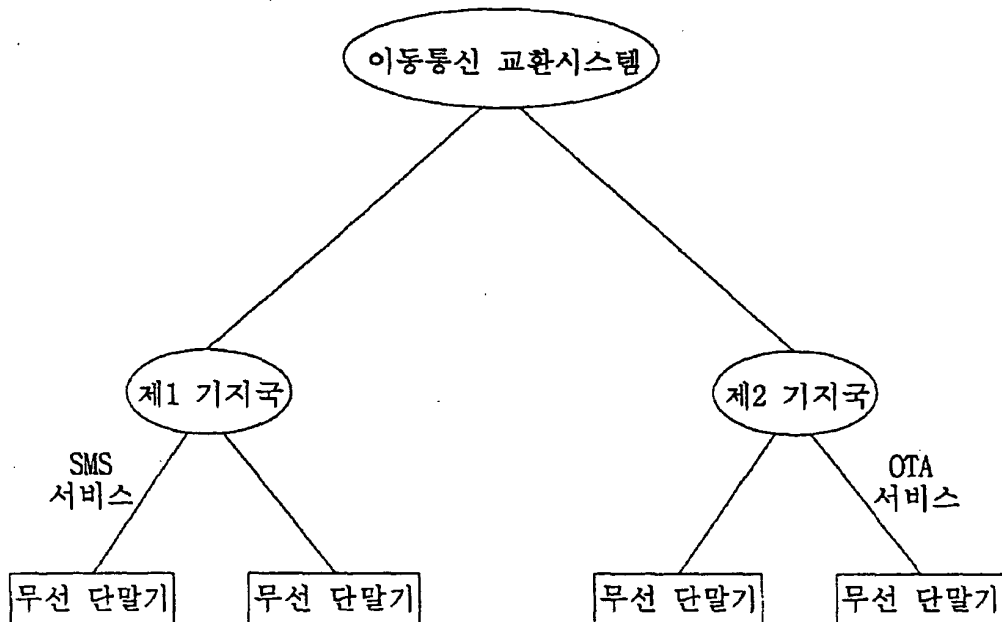 이동통신 교환시스템
제1 기지국
제2 기지국
SMS
서비스
OTA
서비스
무선 단말기
무선 단말기
무선 단말기
무선 단말기